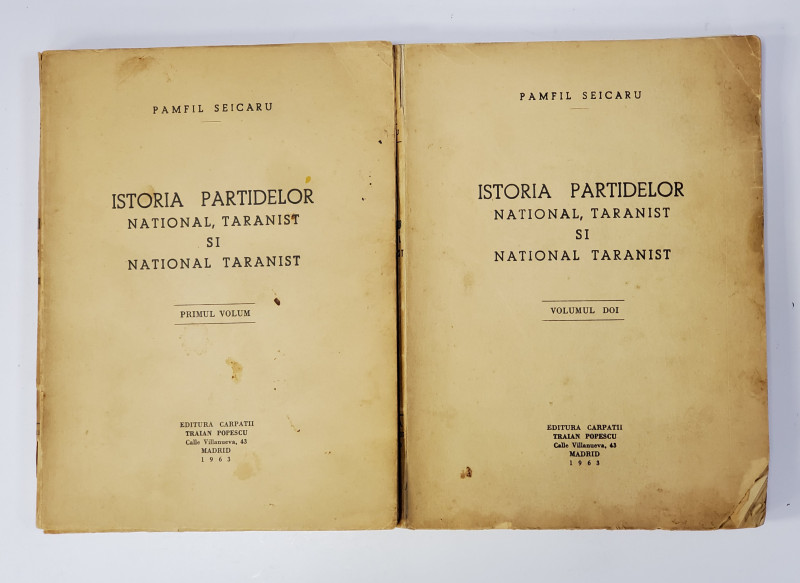 PAMFIL SEICARU
ISTORIA PARTIDELOR
NATIONAL, TARANIST
SI
NATIONAL TARANIST
PRIMUL VOLUM
EDITURA CARPATII
TRAIAN POPESCU
Calle Villanueva, 43
MADRID
1963
PAMFIL SEICARU
ISTORIA PARTIDELOR
NATIONAL, TARANIST
SI
NATIONAL TARANIST
VOLUMUL DOI
EDITURA CARPATII
TRAIAN POPESCU
Calle Villanueva, 43
MADRID
1963